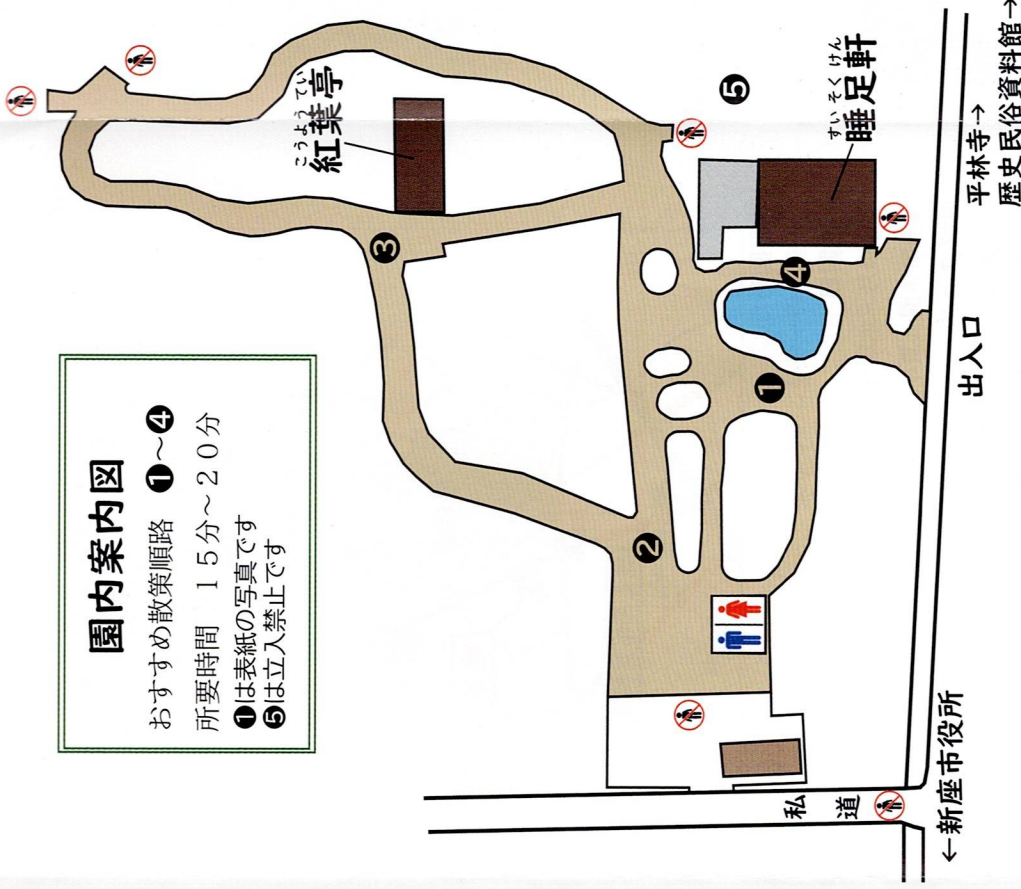 園内案内図
おすすめ散策順路 ❶～❹
所要時間 15分～20分
❶は表紙の写真です
❺は立入禁止です
こうようてい
紅葉亭
すいそくけん
睡足軒
❶
❷
❸
❹
❺
私道
←新座市役所
出入口
平林寺→
歴史民俗資料館→